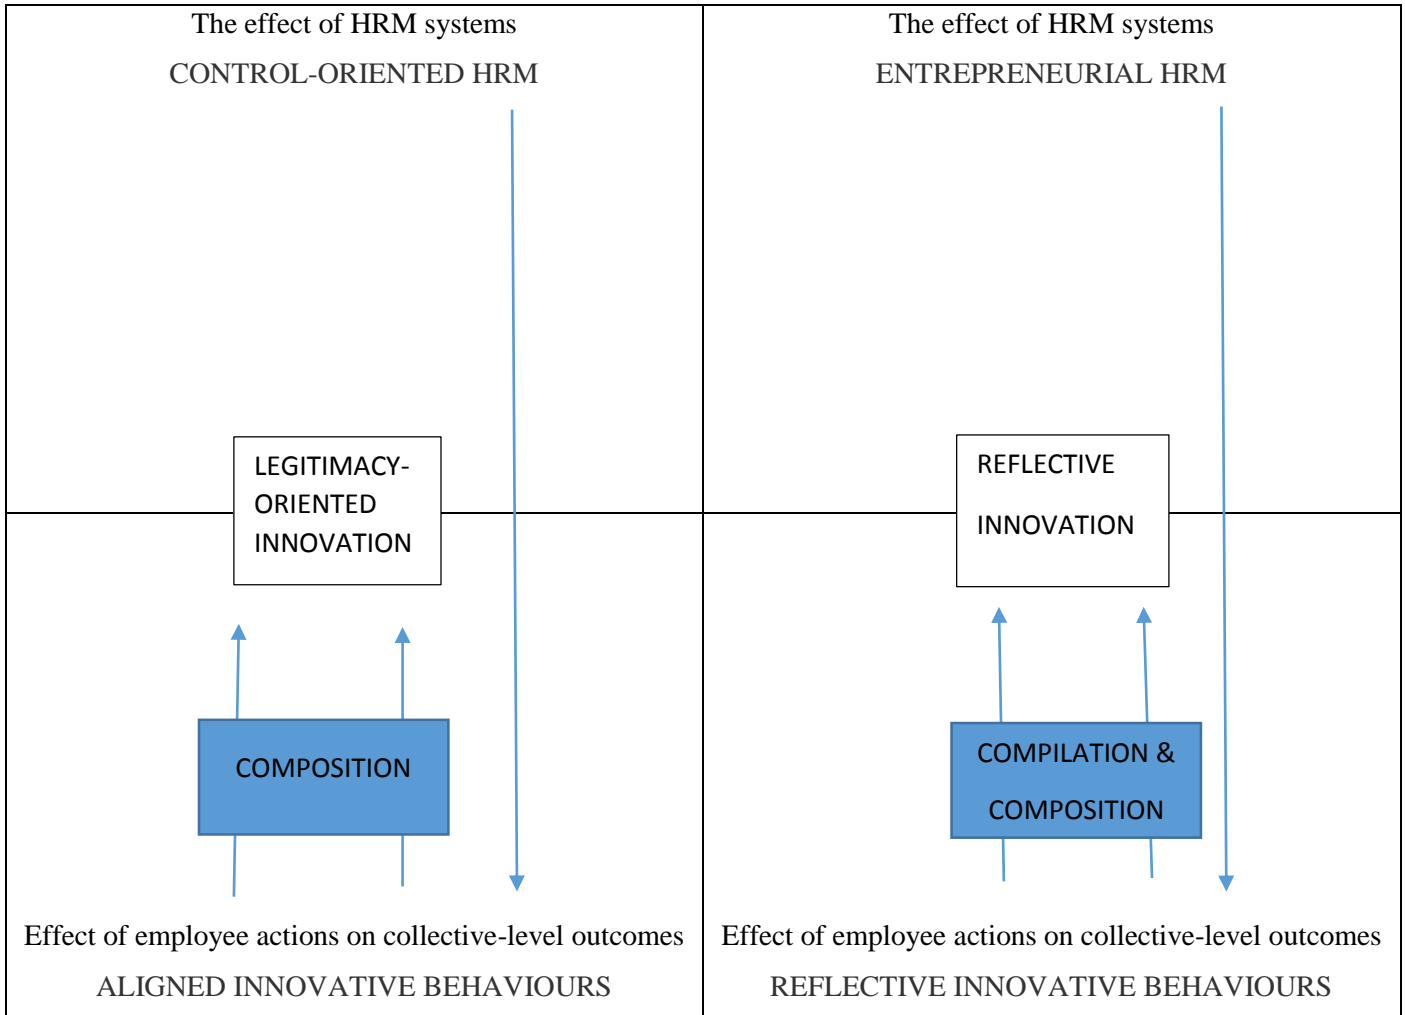 The effect of HRM systems
CONTROL-ORIENTED HRM
LEGITIMACY-
ORIENTED
INNOVATION
COMPOSITION
Effect of employee actions on collective-level outcomes
ALIGNED INNOVATIVE BEHAVIOURS
The effect of HRM systems
ENTREPRENEURIAL HRM
REFLECTIVE
INNOVATION
COMPILATION &
COMPOSITION
Effect of employee actions on collective-level outcomes
REFLECTIVE INNOVATIVE BEHAVIOURS